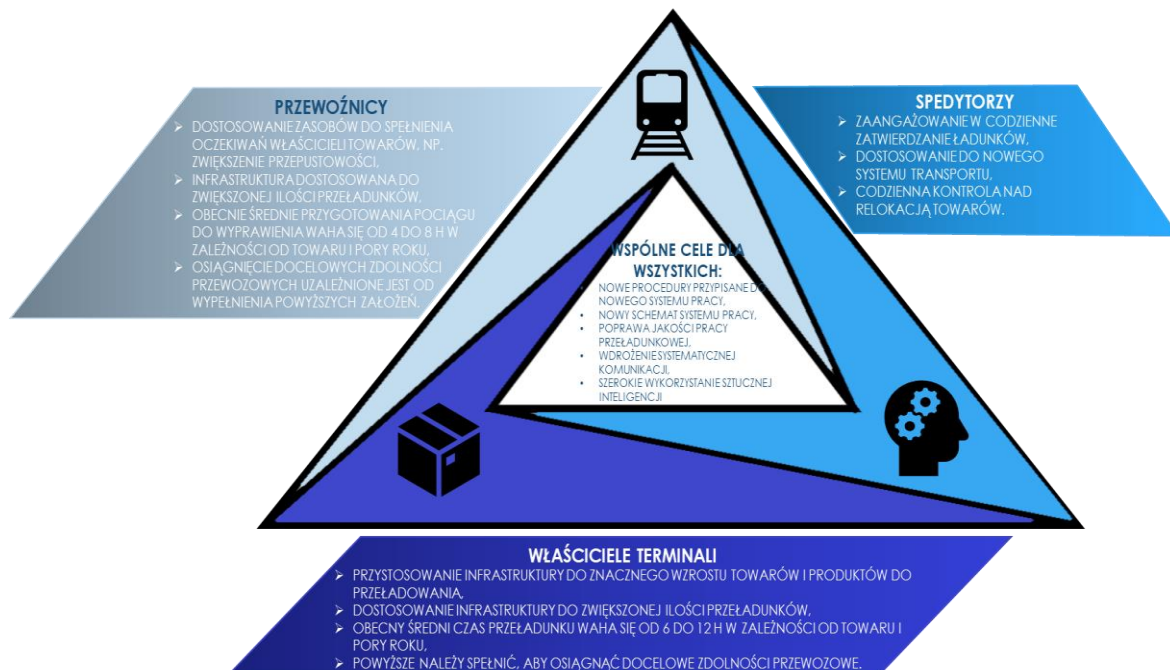 PRZEWOŹNICY
➢ DOSTOSOWANIE ZASOBÓW DO SPEŁNIENIA
OCZEKIWAŃ WŁAŚCICIELI TOWARÓW. NP.
ZWIĘKSZENIE PRZEPUSTOWOŚCI,
➢ INFRASTRUKTURA DOSTOSOWANA DO
ZWIĘKSZONEJ ILOŚCI PRZEŁADUNKÓW.
➢ OBECNIE ŚREDNIE PRZYGOTOWANIA POCIĄGU
DO WYPRAWIENIA WAHA SIĘ OD 4 DO 8 H W
ZALEŻNOŚCI OD TOWARU I PORY ROKU,
➢ OSIĄGNIĘCIE DOCELOWYCH ZDOLNOŚCI
PRZEWOZOWYCH UZALEŻNIONE JEST OD
WYPEŁNIENIA POWYŻSZYCH ZAŁOŻEŃ.
SPEDYTORZY
➢ ZAANGAŻOWANIE W CODZIENNE
ZATWIERDZANIE ŁADUNKÓW,
➢ DOSTOSOWANIE DO NOWEGO
SYSTEMU TRANSPORTU,
➢ CODZIENNA KONTROLA NAD
RELOKACJĄ TOWARÓW.
WSPÓLNE CELE DLA
WSZYSTKICH:
• NOWE PROCEDURY PRZYPISANE DO
NOWEGO SYSTEMU PRACY,
• NOWY SCHEMAT SYSTEMU PRACY,
• POPRAWA JAKOŚCI PRACY
PRZEŁADUNKOWEJ.
• WDROŻENIE SYSTEMATYCZNEJ
KOMUNIKACJI,
• SZEROKIE WYKORZYSTANIE SZTUCZNEJ
INTELIGENCJI
WŁAŚCICIELE TERMINALI
➢ PRZYSTOSOWANIE INFRASTRUKTURY DO ZNACZNEGO WZROSTU TOWARÓW I PRODUKTÓW DO
PRZEŁADOWANIA,
➢ DOSTOSOWANIE INFRASTRUKTURY DO ZWIĘKSZONEJ ILOŚCI PRZEŁADUNKÓW,
➢ OBECNY ŚREDNI CZAS PRZEŁADUNKU WAHA SIĘ OD 6 DO 12 H W ZALEŻNOŚCI OD TOWARU I
PORY ROKU,
➢ POWYŻSZE NALEŻY SPEŁNIĆ, ABY OSIĄGNĄĆ DOCELOWE ZDOLNOŚCI PRZEWOZOWE.